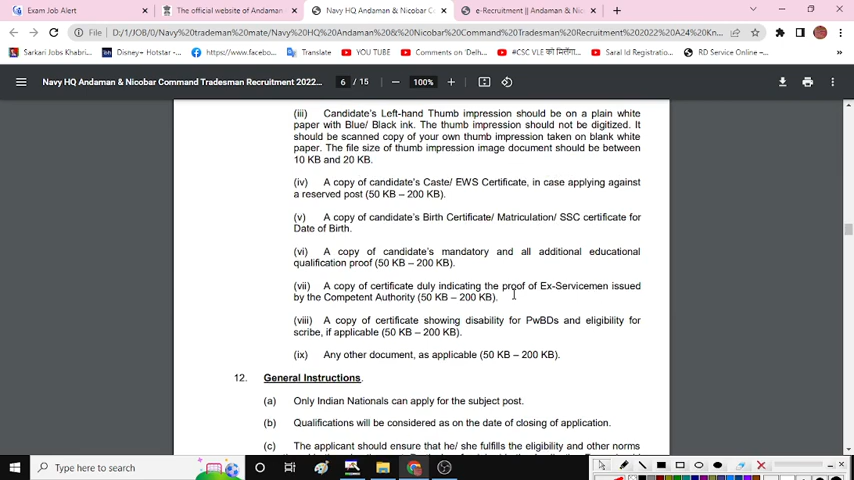 Exam Job Alert
The official website of Andaman
Navy HQ Andaman & Nicobar C
e-Recruitment || Andaman & Nic
File
D:/1/JOB/0/Navy%20tradesman%20mate/Navy%20HQ%20Andaman%20&%20Nicobar%20Command%20Tradesman%20Recruitment%202022%20A24%20Kn...
Sarkari Jobs Khabri...
Disney+ Hotstar - ...
https://www.facebo...
Translate
YOU TUBE
Comments on 'Delh...
#CSC VLE को मिलेंगा...
Saral Id Registratio...
RD Service Online :...
Navy HQ Andaman & Nicobar Command Tradesman Recruitment 2022...
6 / 15
100%
(iii) Candidate's Left-hand Thumb impression should be on a plain white
paper with Blue/ Black ink. The thumb impression should not be digitized. It
should be scanned copy of your own thumb impression taken on blank white
paper. The file size of thumb impression image document should be between
10 KB and 20 KB.
(iv) A copy of candidate's Caste/ EWS Certificate, in case applying against
a reserved post (50 KB – 200 KB).
(v) A copy of candidate's Birth Certificate/ Matriculation/ SSC certificate for
Date of Birth.
(vi) A copy of candidate's mandatory and all additional educational
qualification proof (50 KB – 200 KB).
(vii) A copy of certificate duly indicating the proof of Ex-Servicemen issued
by the Competent Authority (50 KB – 200 KB).
(viii) A copy of certificate showing disability for PwBDs and eligibility for
scribe, if applicable (50 KB – 200 KB).
(ix) Any other document, as applicable (50 KB – 200 KB).
12. General Instructions.
(a) Only Indian Nationals can apply for the subject post.
(b) Qualifications will be considered as on the date of closing of application.
(c) The applicant should ensure that he/ she fulfills the eligibility and other norms
Type here to search